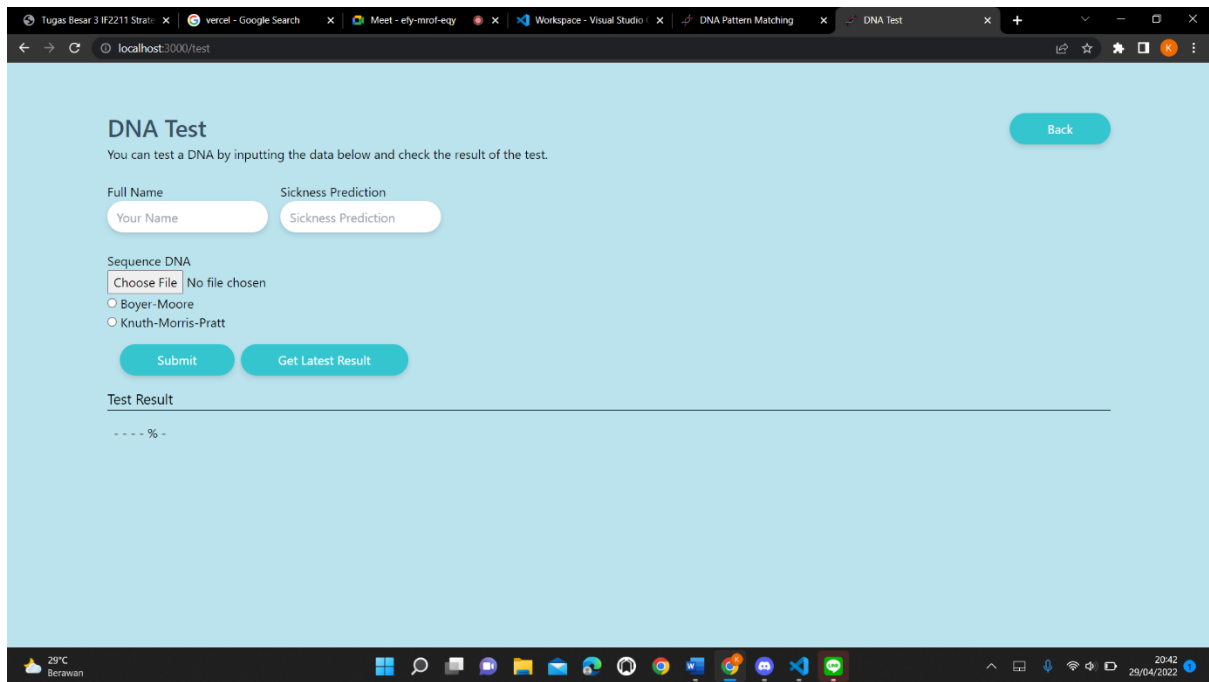 Tugas Besar 3 IF2211 Strate
vercel - Google Search
Meet - efy-mrof-eqy
Workspace - Visual Studio
DNA Pattern Matching
DNA Test
localhost:3000/test
K
DNA Test
Back
You can test a DNA by inputting the data below and check the result of the test.
Full Name Sickness Prediction
Your Name Sickness Prediction
Sequence DNA
Choose File No file chosen
Boyer-Moore
Knuth-Morris-Pratt
Submit Get Latest Result
Test Result
- - - - % -
29°C
Berawan
20:42
29/04/2022
1